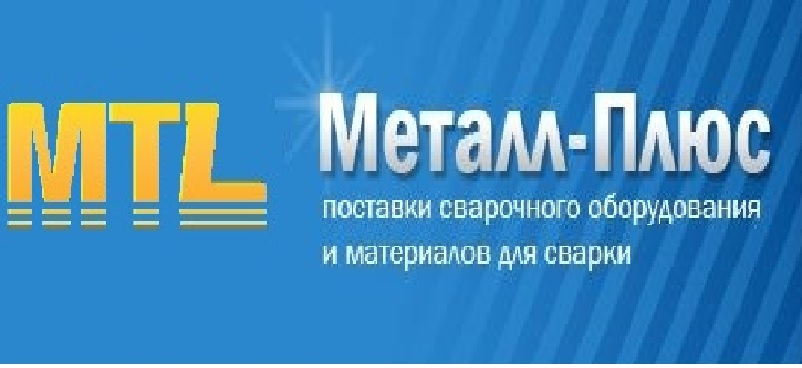 MTL
Металл-Плюс
поставки сварочного оборудования
и материалов для сварки